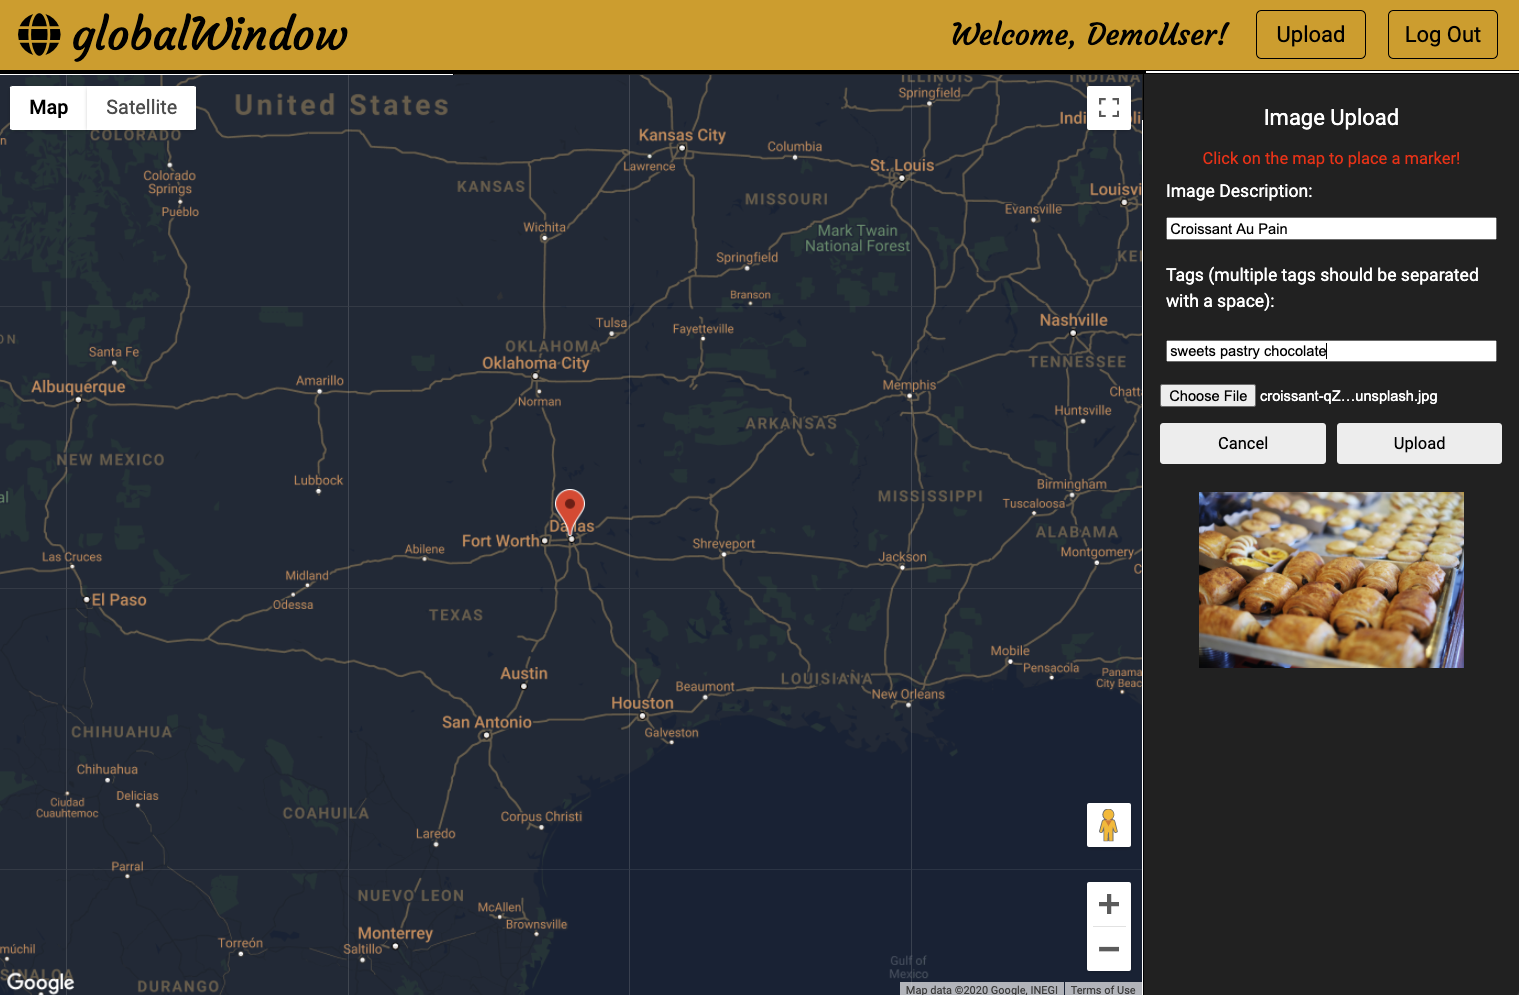 globalWindow
Welcome, DemoUser!
Upload
Log Out
Map
Satellite
United States
ILLINOIS
INDIANA
COLORADO
Springfield
Kansas City
Columbia
Lawrence
St. Louis
Colorado
Springs
Pueblo
KANSAS
MISSOURI
Louisvi
Evansville
Wichita
Mark Twain
National Forest
Springfield
KE
Branson
Tulsa
Fayetteville
Nashville
OKLAHOMA
Oklahoma City
Santa Fe
TENNESSEE
Albuquerque
Amarillo
Memphis
Chatt
Norman
Huntsville
ARKANSAS
NEW MEXICO
Lubbock
Birmingham
MISSISSIPPI
Tuscaloosa
Dallas
Fort Worth
ALABAMA
Abilene
Shreveport
Montgomery
Las Cruces
Jackson
Midland
Odessa
El Paso
TEXAS
Mobile
Pensacola
Austin
LOUISIANA
Panama
City Beac
Beaumont
New Orleans
Houston
San Antonio
Galveston
CHIHUAHUA
Chihuahua
Delicias
Ciudad
Cuauhtemoc
COAHUILA
Corpus Christi
Laredo
Parral
NUEVO LEON
McAllen
Brownsville
Monterrey
Torreón
Saltillo
múchil
SINALOA
DURANGO
Gulf of
Mexico
Google
Map data ©2020 Google, INEGI
Terms of Use
Image Upload
Click on the map to place a marker!
Image Description:
Croissant Au Pain
Tags (multiple tags should be separated
with a space):
sweets pastry chocolate
Choose File croissant-qZ...unsplash.jpg
Cancel
Upload